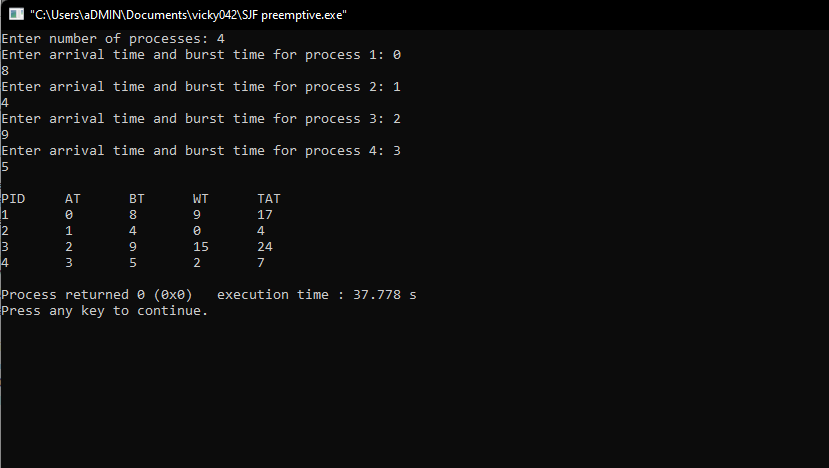 "C:\Users\aDMIN\Documents\vicky042\SJF preemptive.exe"
Enter number of processes: 4
Enter arrival time and burst time for process 1: 0
8
Enter arrival time and burst time for process 2: 1
4
Enter arrival time and burst time for process 3: 2
9
Enter arrival time and burst time for process 4: 3
5
PID AT BT WT TAT
1 0 8 9 17
2 1 4 0 4
3 2 9 15 24
4 3 5 2 7
Process returned 0 (0x0)   execution time : 37.778 s
Press any key to continue.